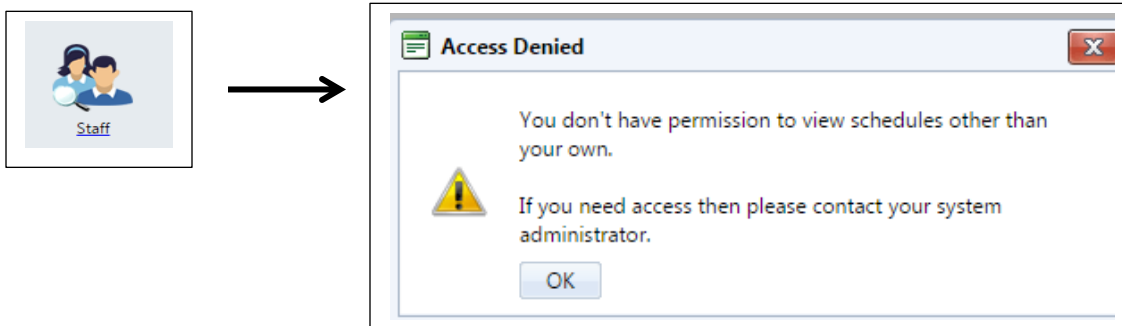 Staff
Access Denied
You don't have permission to view schedules other than
your own.
If you need access then please contact your system
administrator.
OK